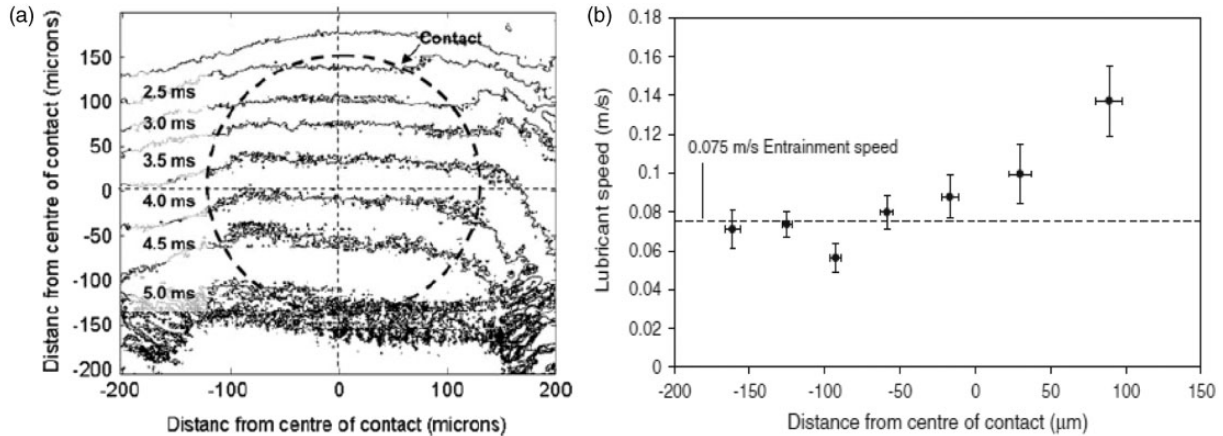 (a)
Distanc from centre of contact (microns)
150
100
50
0
-50
-100
-150
-200
Contact
2.5 ms
3.0 ms
3.5 ms
4.0 ms
4.5 ms
5.0 ms
-200
-100
0
100
200
Distanc from centre of contact (microns)
(b)
Lubricant speed (m/s)
0.18
0.16
0.14
0.12
0.1
0.08
0.06
0.04
0.02
0
0.075 m/s Entrainment speed
-200
-150
-100
-50
0
50
100
150
Distance from centre of contact (μm)